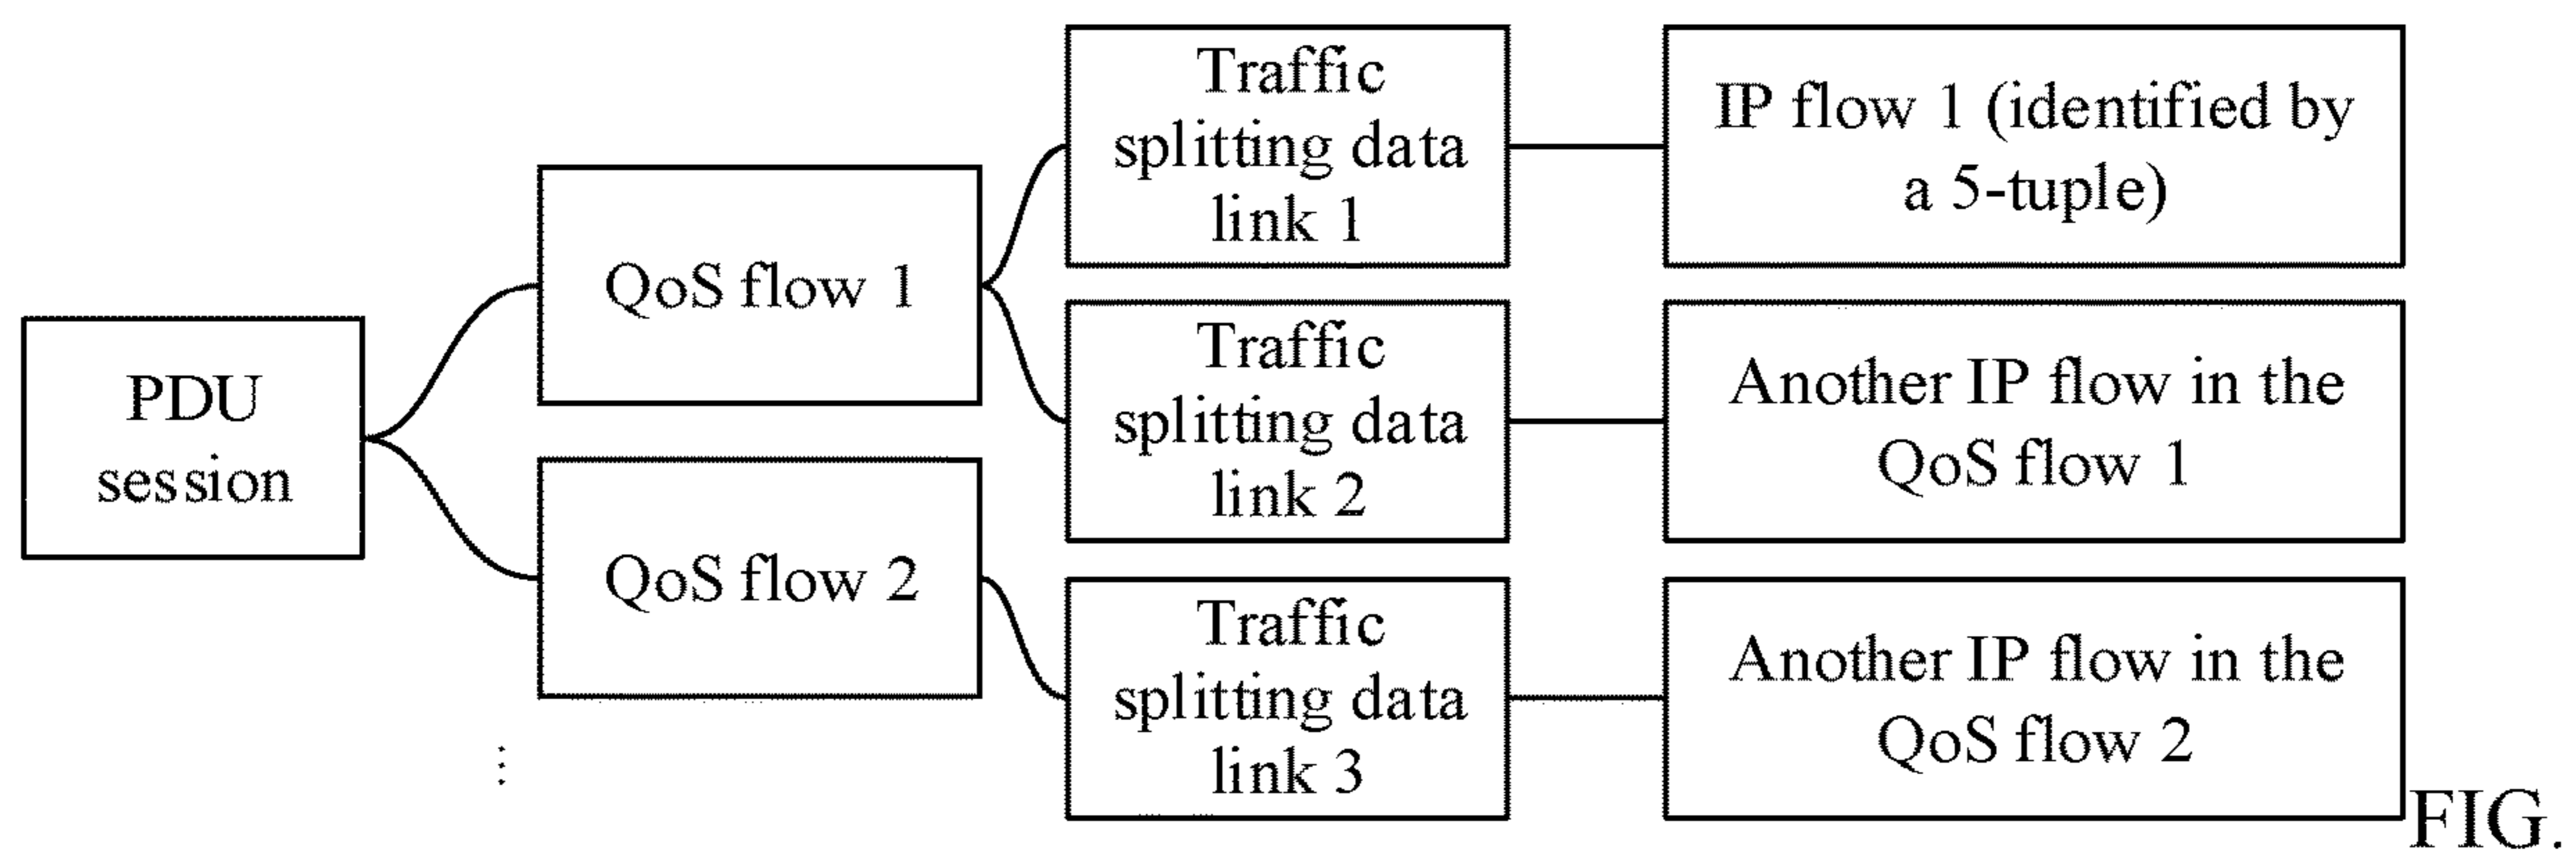 PDU
session
QoS flow 1
QoS flow 2
⋮
Traffic
splitting data
link 1
Traffic
splitting data
link 2
Traffic
splitting data
link 3
IP flow 1 (identified by
a 5-tuple)
Another IP flow in the
QoS flow 1
Another IP flow in the
QoS flow 2
FIG.